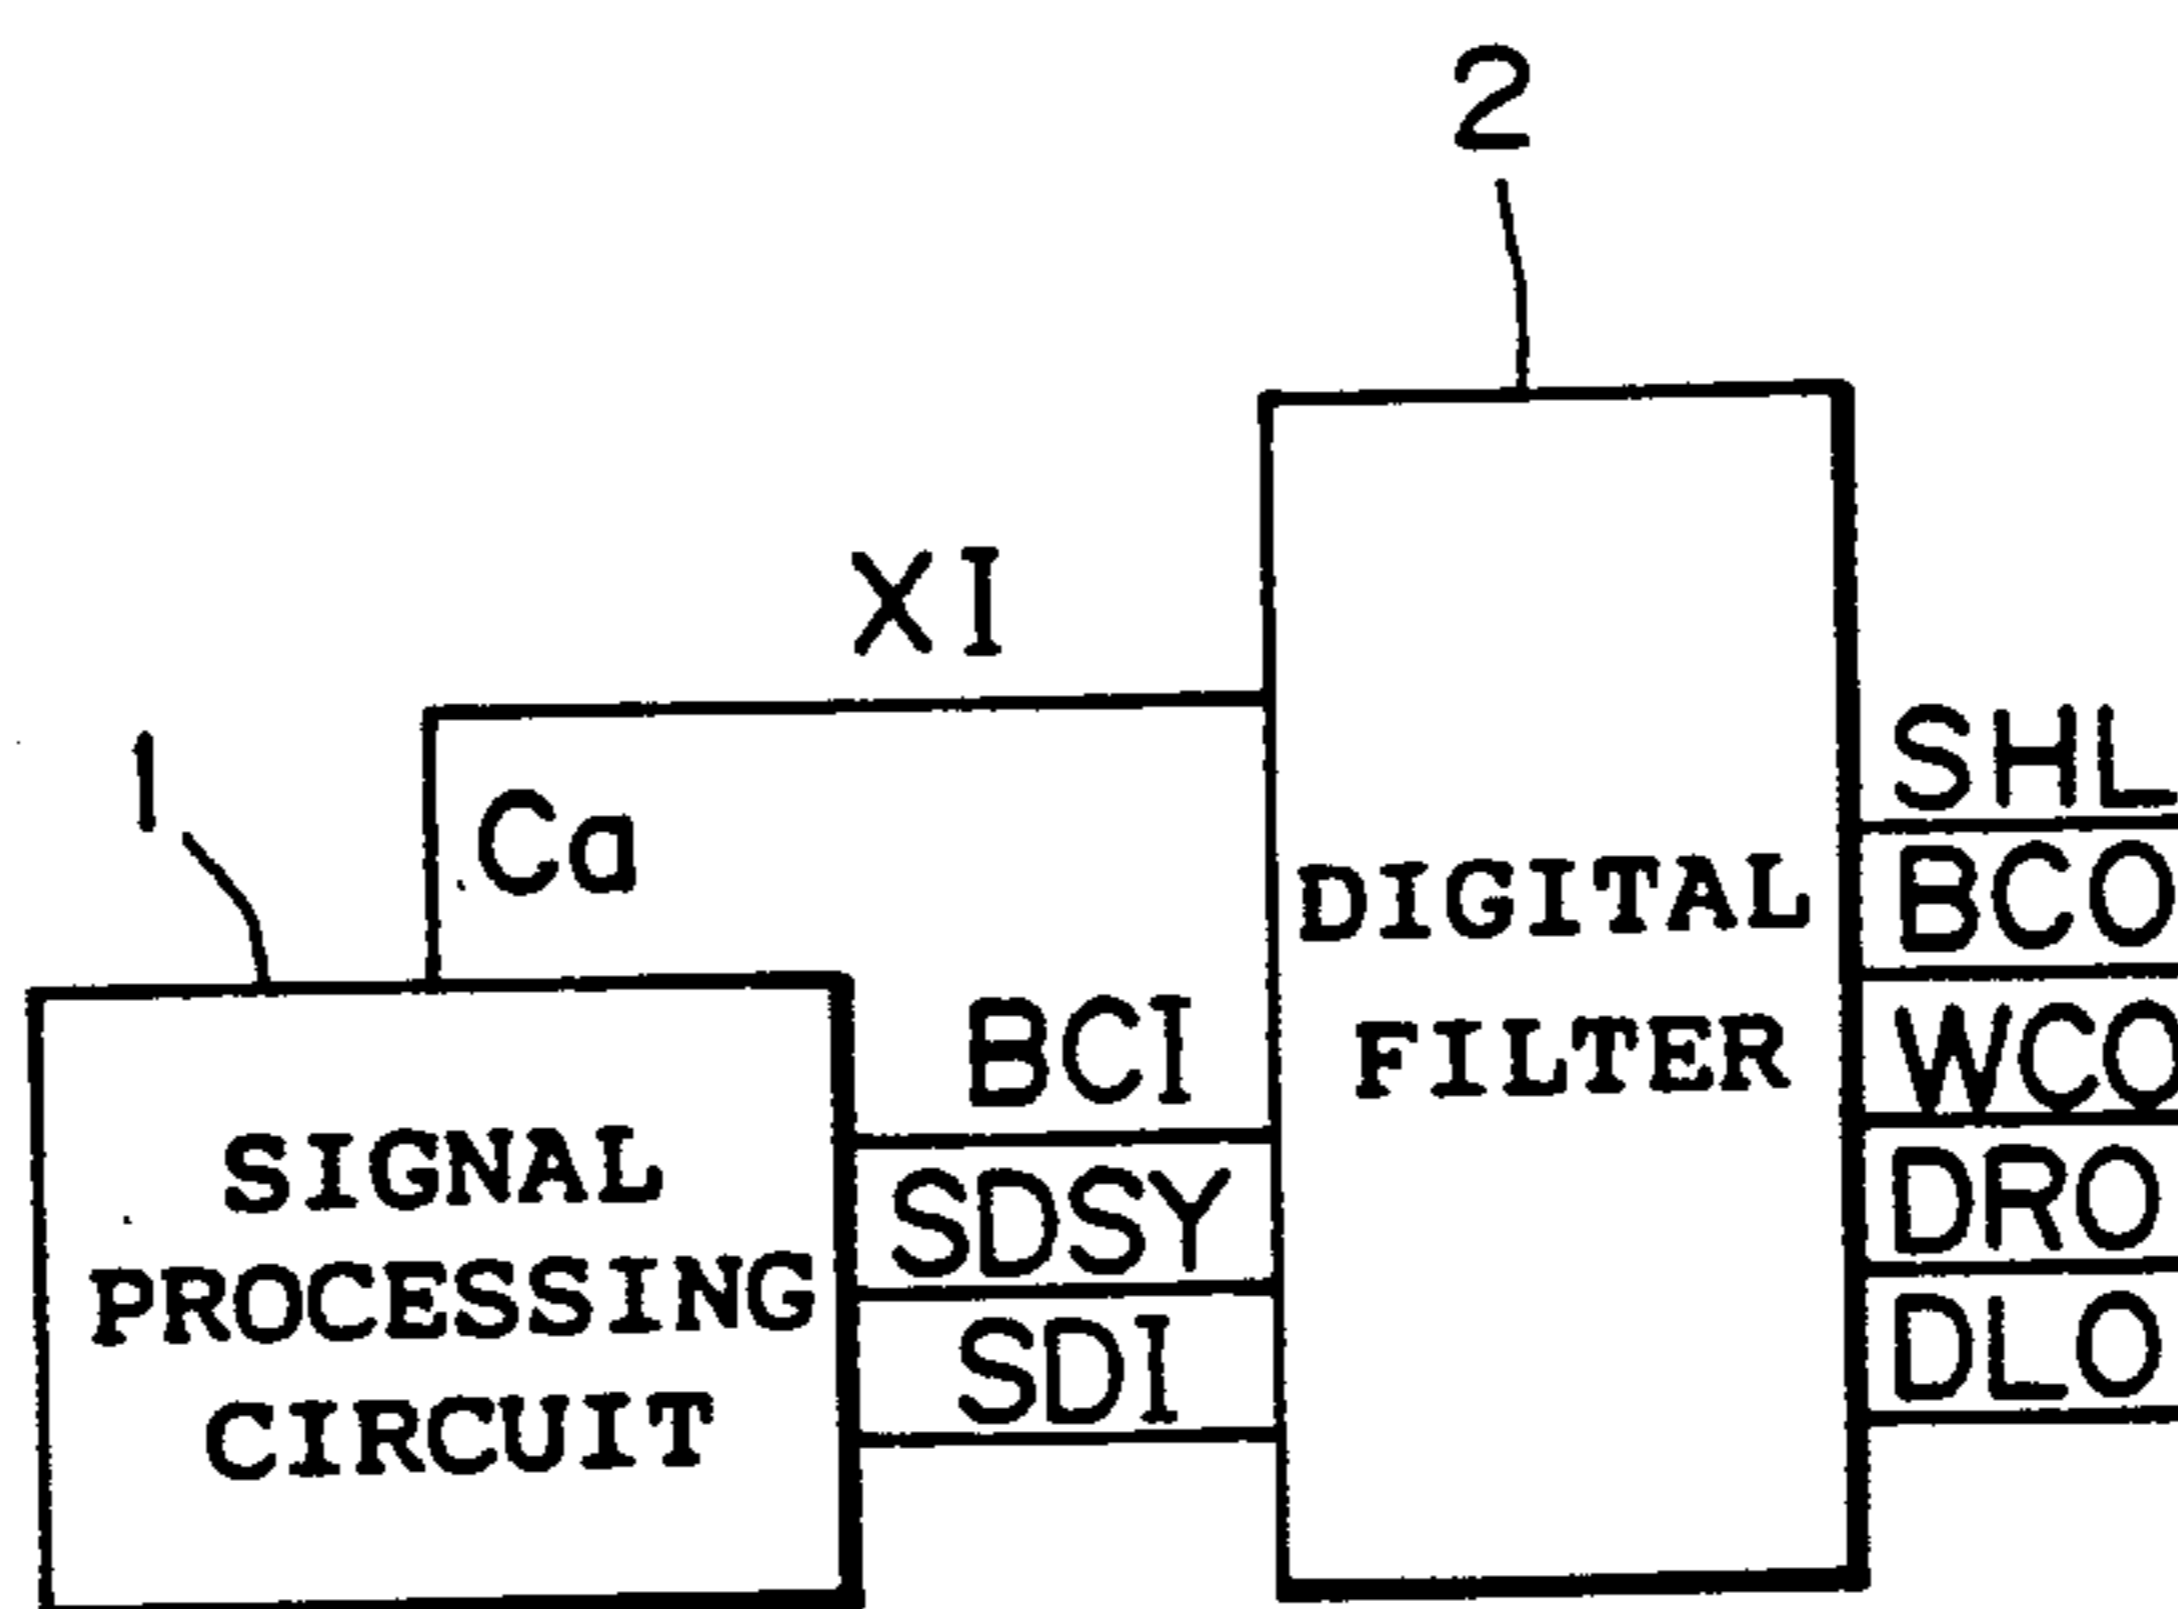 2
XI
1
Ca
SIGNAL
PROCESSING
CIRCUIT
BCI
SDSY
SDI
DIGITAL
FILTER
SHL
BCO
WCO
DRO
DLO